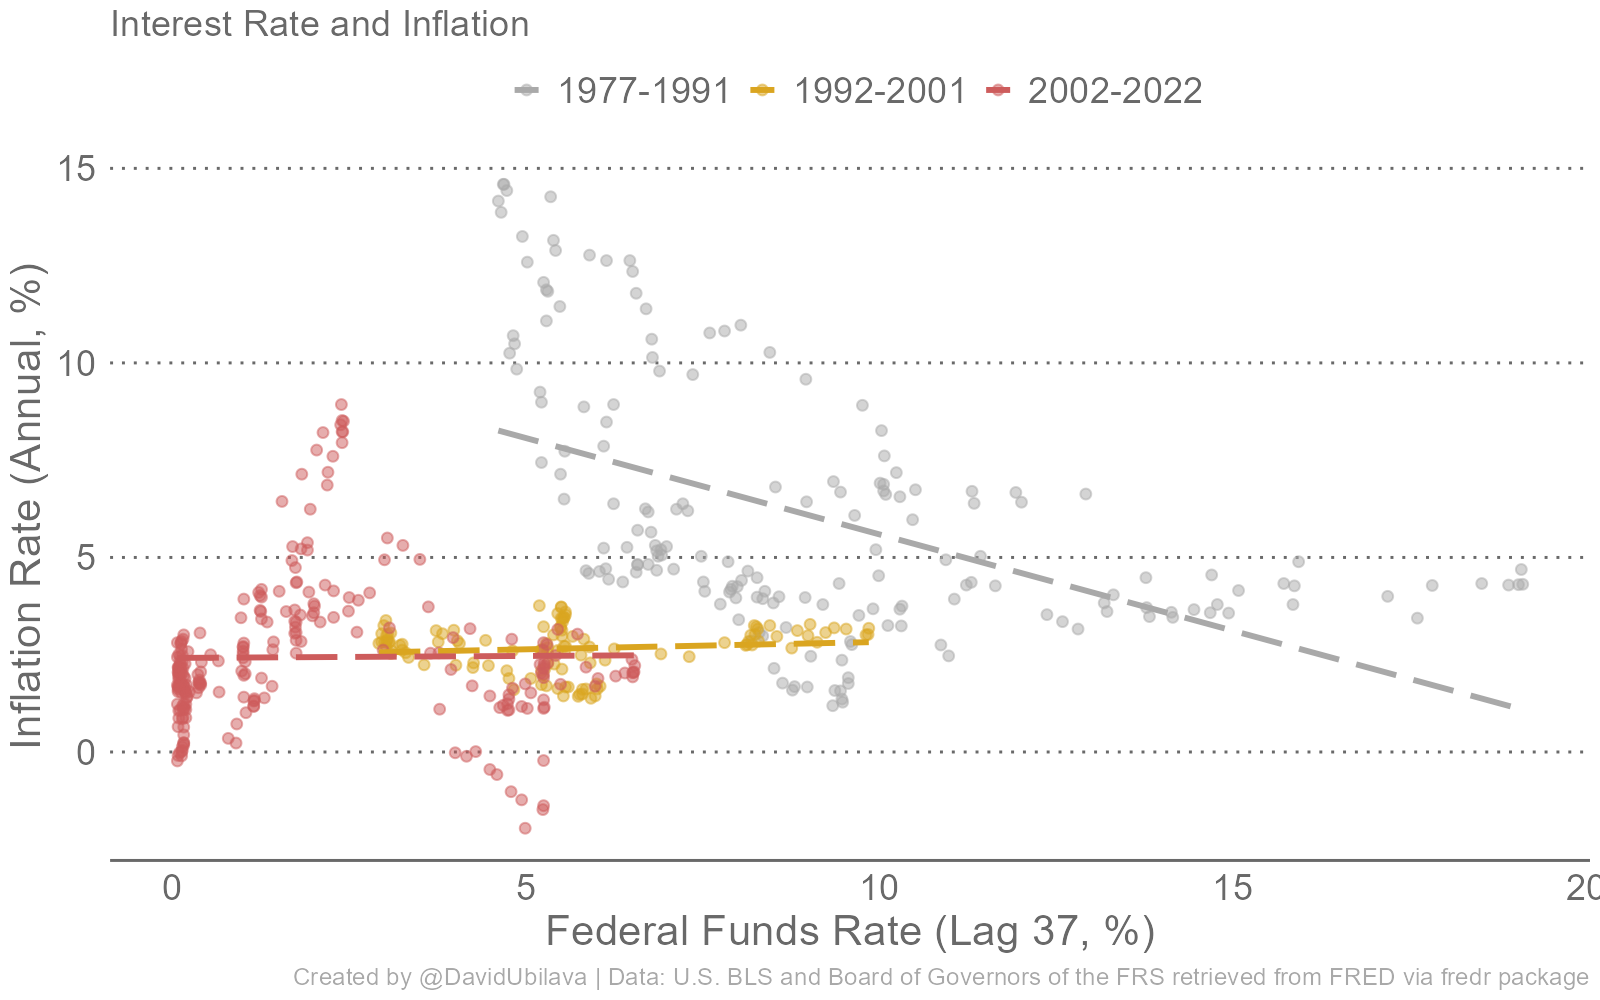 Interest Rate and Inflation
1977-1991 1992-2001 2002-2022
15
10
5
0
Inflation Rate (Annual, %)
0 5 10 15 20
Federal Funds Rate (Lag 37, %)
Created by @DavidUbilava | Data: U.S. BLS and Board of Governors of the FRS retrieved from FRED via fredr package